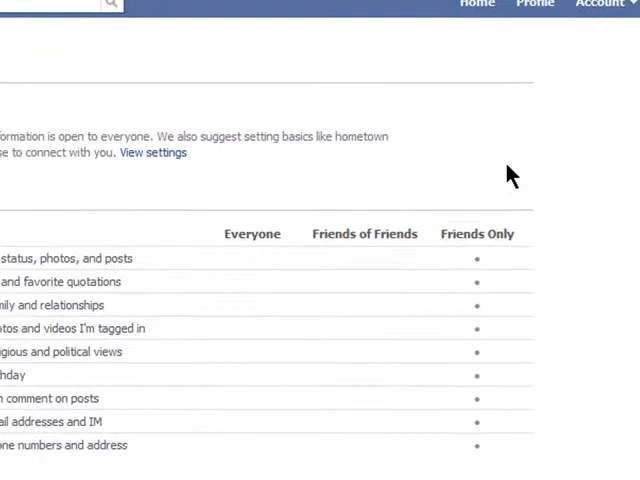 Home Profile Account
ormation is open to everyone. We also suggest setting basics like hometown
se to connect with you. View settings
Everyone Friends of Friends Friends Only
status, photos, and posts
and favorite quotations
mily and relationships
otos and videos I'm tagged in
igious and political views
hday
n comment on posts
ail addresses and IM
one numbers and address